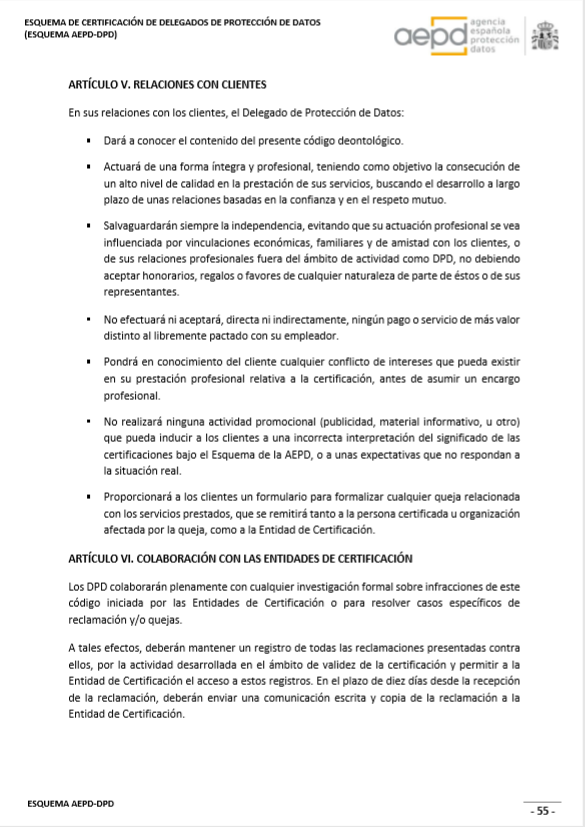 ESQUEMA DE CERTIFICACIÓN DE DELEGADOS DE PROTECCIÓN DE DATOS
(ESQUEMA AEPD-DPD)
aepd agencia
española
protección
datos
ARTÍCULO V. RELACIONES CON CLIENTES
En sus relaciones con los clientes, el Delegado de Protección de Datos:
▪ Dará a conocer el contenido del presente código deontológico.
▪ Actuará de una forma íntegra y profesional, teniendo como objetivo la consecución de
un alto nivel de calidad en la prestación de sus servicios, buscando el desarrollo a largo
plazo de unas relaciones basadas en la confianza y en el respeto mutuo.
▪ Salvaguardarán siempre la independencia, evitando que su actuación profesional se vea
influenciada por vinculaciones económicas, familiares y de amistad con los clientes, o
de sus relaciones profesionales fuera del ámbito de actividad como DPD, no debiendo
aceptar honorarios, regalos o favores de cualquier naturaleza de parte de éstos o de sus
representantes.
▪ No efectuará ni aceptará, directa ni indirectamente, ningún pago o servicio de más valor
distinto al libremente pactado con su empleador.
▪ Pondrá en conocimiento del cliente cualquier conflicto de intereses que pueda existir
en su prestación profesional relativa a la certificación, antes de asumir un encargo
profesional.
▪ No realizará ninguna actividad promocional (publicidad, material informativo, u otro)
que pueda inducir a los clientes a una incorrecta interpretación del significado de las
certificaciones bajo el Esquema de la AEPD, o a unas expectativas que no respondan a
la situación real.
▪ Proporcionará a los clientes un formulario para formalizar cualquier queja relacionada
con los servicios prestados, que se remitirá tanto a la persona certificada u organización
afectada por la queja, como a la Entidad de Certificación.
ARTÍCULO VI. COLABORACIÓN CON LAS ENTIDADES DE CERTIFICACIÓN
Los DPD colaborarán plenamente con cualquier investigación formal sobre infracciones de este
código iniciada por las Entidades de Certificación o para resolver casos específicos de
reclamación y/o quejas.
A tales efectos, deberán mantener un registro de todas las reclamaciones presentadas contra
ellos, por la actividad desarrollada en el ámbito de validez de la certificación y permitir a la
Entidad de Certificación el acceso a estos registros. En el plazo de diez días desde la recepción
de la reclamación, deberán enviar una comunicación escrita y copia de la reclamación a la
Entidad de Certificación.
ESQUEMA AEPD-DPD
- 55 -